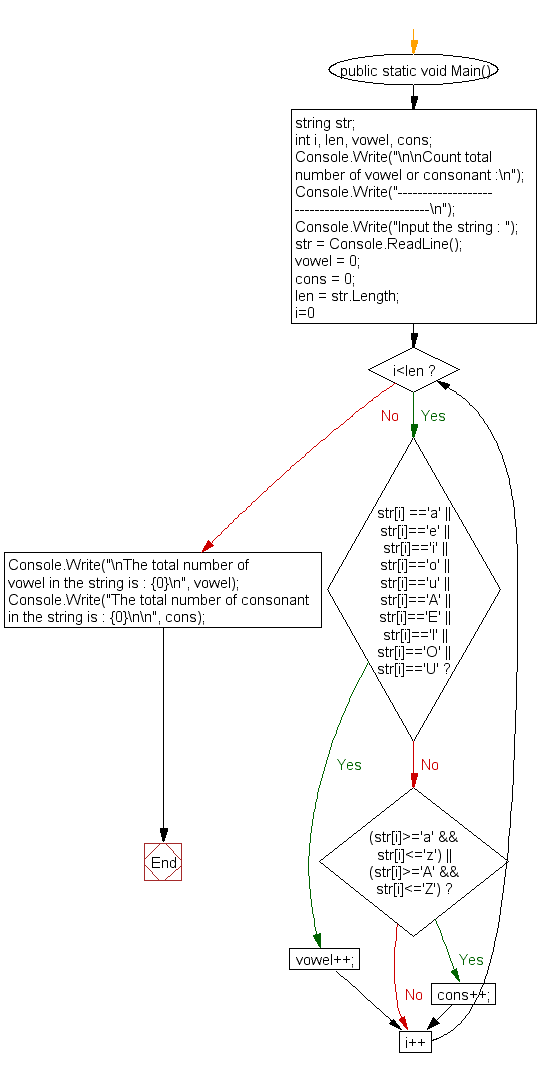 public static void Main()
string str;
int i, len, vowel, cons;
Console.Write("\n\nCount total
number of vowel or consonant :\n");
Console.Write("-------------------
---------------------------\n");
Console.Write("Input the string : ");
str = Console.ReadLine();
vowel = 0;
cons = 0;
len = str.Length;
i=0
i<len ?
No
Yes
str[i] =='a' ||
str[i]=='e' ||
str[i]=='i' ||
str[i]=='o' ||
str[i]=='u' ||
str[i]=='A' ||
str[i]=='E' ||
str[i]=='I' ||
str[i]=='O' ||
str[i]=='U' ?
Console.Write("\nThe total number of
vowel in the string is : {0}\n", vowel);
Console.Write("The total number of consonant
in the string is : {0}\n\n", cons);
Yes
No
(str[i]>='a' &&
str[i]<='z') ||
(str[i]>='A' &&
str[i]<='Z') ?
End
vowel++;
Yes
No
cons++;
i++